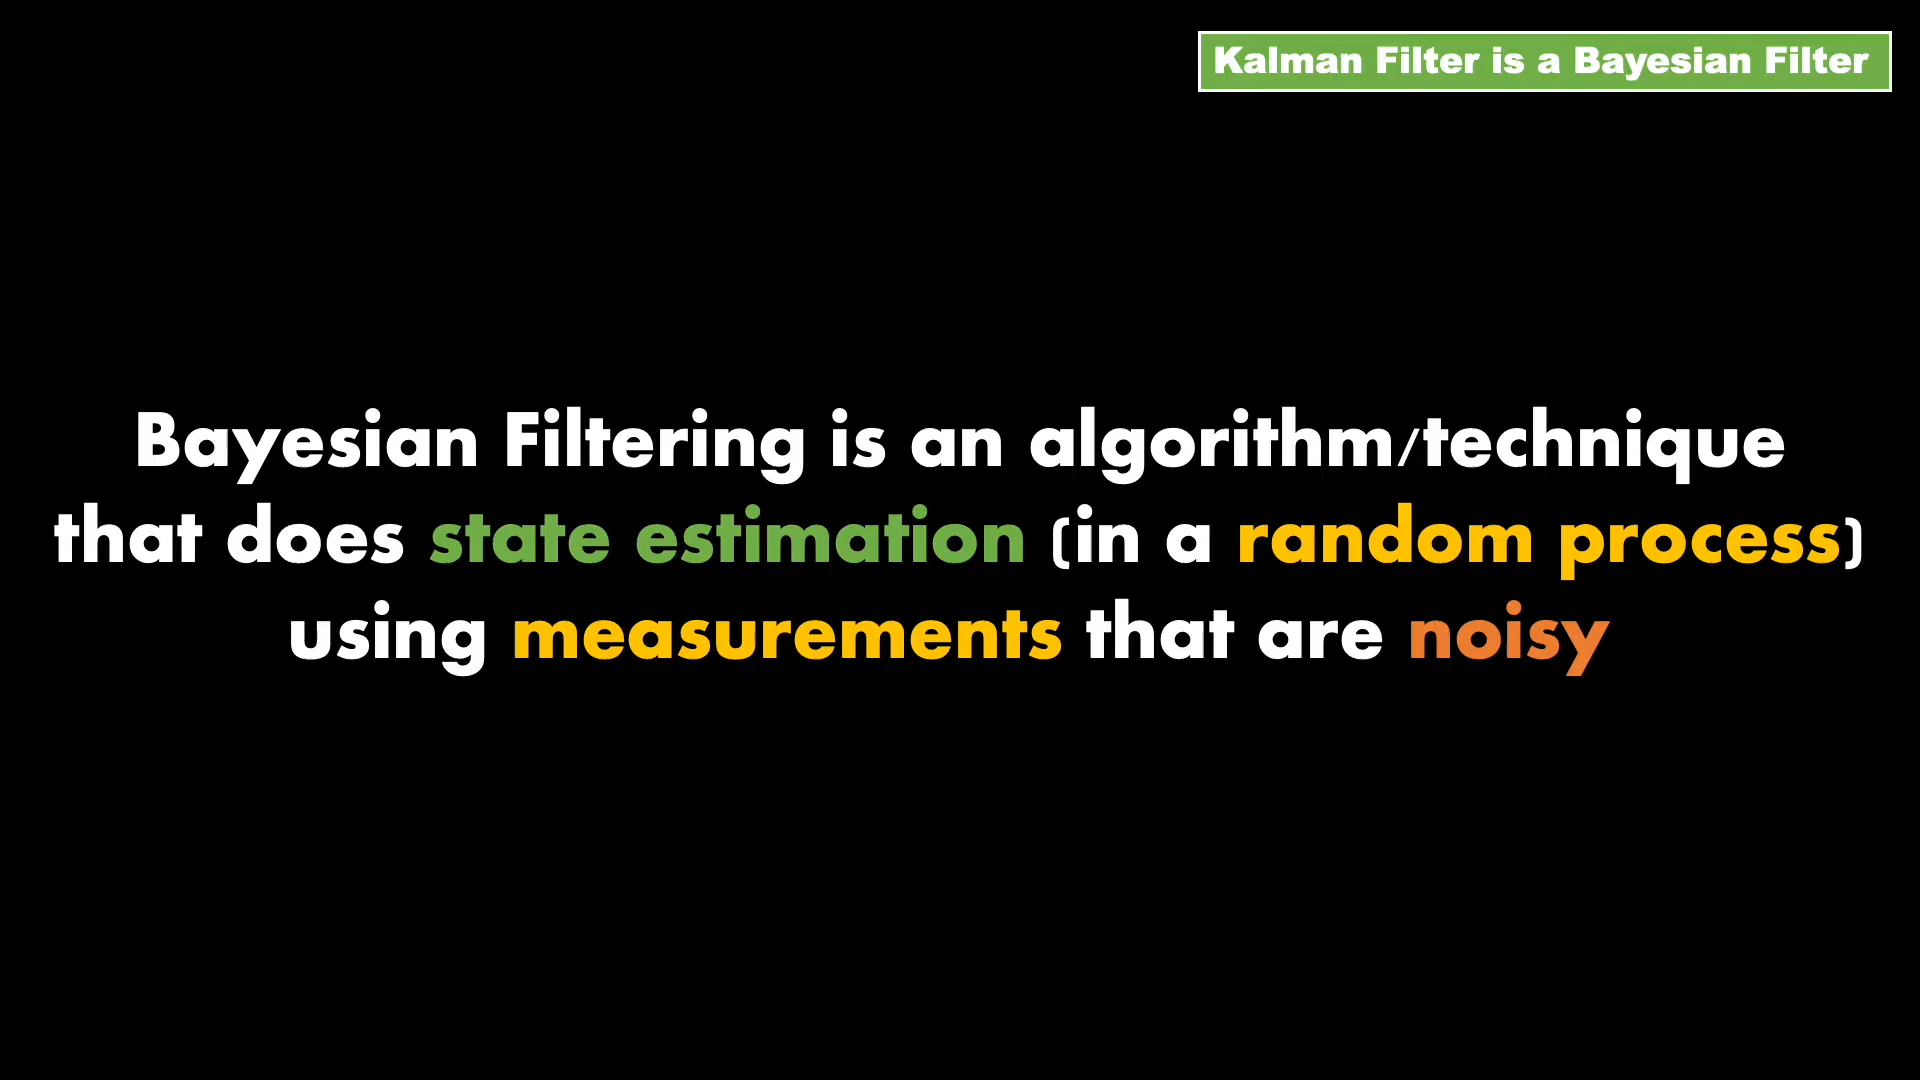 Kalman Filter is a Bayesian Filter
Bayesian Filtering is an algorithm/technique
that does state estimation (in a random process)
using measurements that are noisy